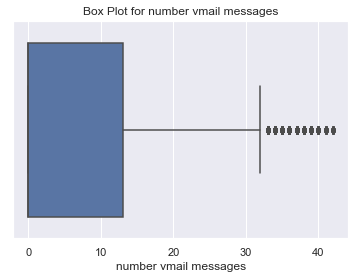 Box Plot for number vmail messages
0 10 20 30 40
number vmail messages